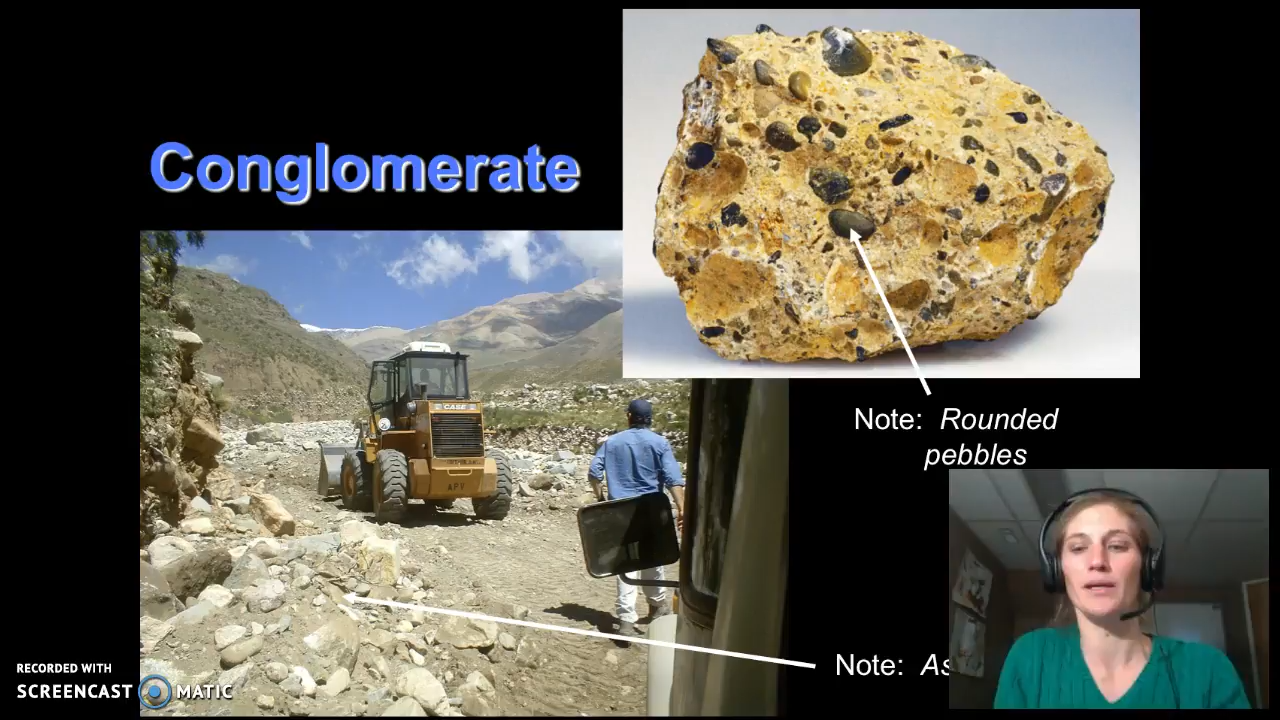 Conglomerate
CASE
Note: Rounded
pebbles
Note: As
RECORDED WITH
SCREENCAST MATIC